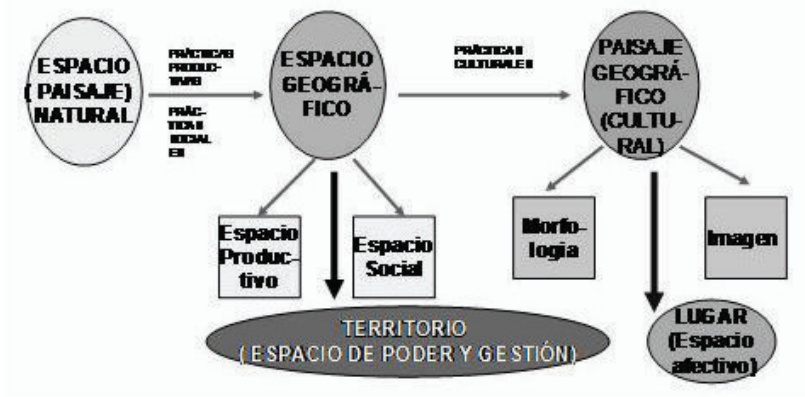 ESPACIO
( PAISAJE)
NATURAL
PRÁCTICAS
PRODUC-
TIVAS
PRÁC-
TICAS
SOCIAL
ES
ESPACIO
GEOGRÁ-
FICO
PRÁCTICAS
CULTURALES
PAISAJE
GEOGRÁ-
FICO
(CULTU-
RAL)
Espacio
Produc-
tivo
Espacio
Social
Morfo-
logia
Imagen
TERRITORIO
( ESPACIO DE PODER Y GESTIÓN)
LUGAR
(Espacio
afectivo)